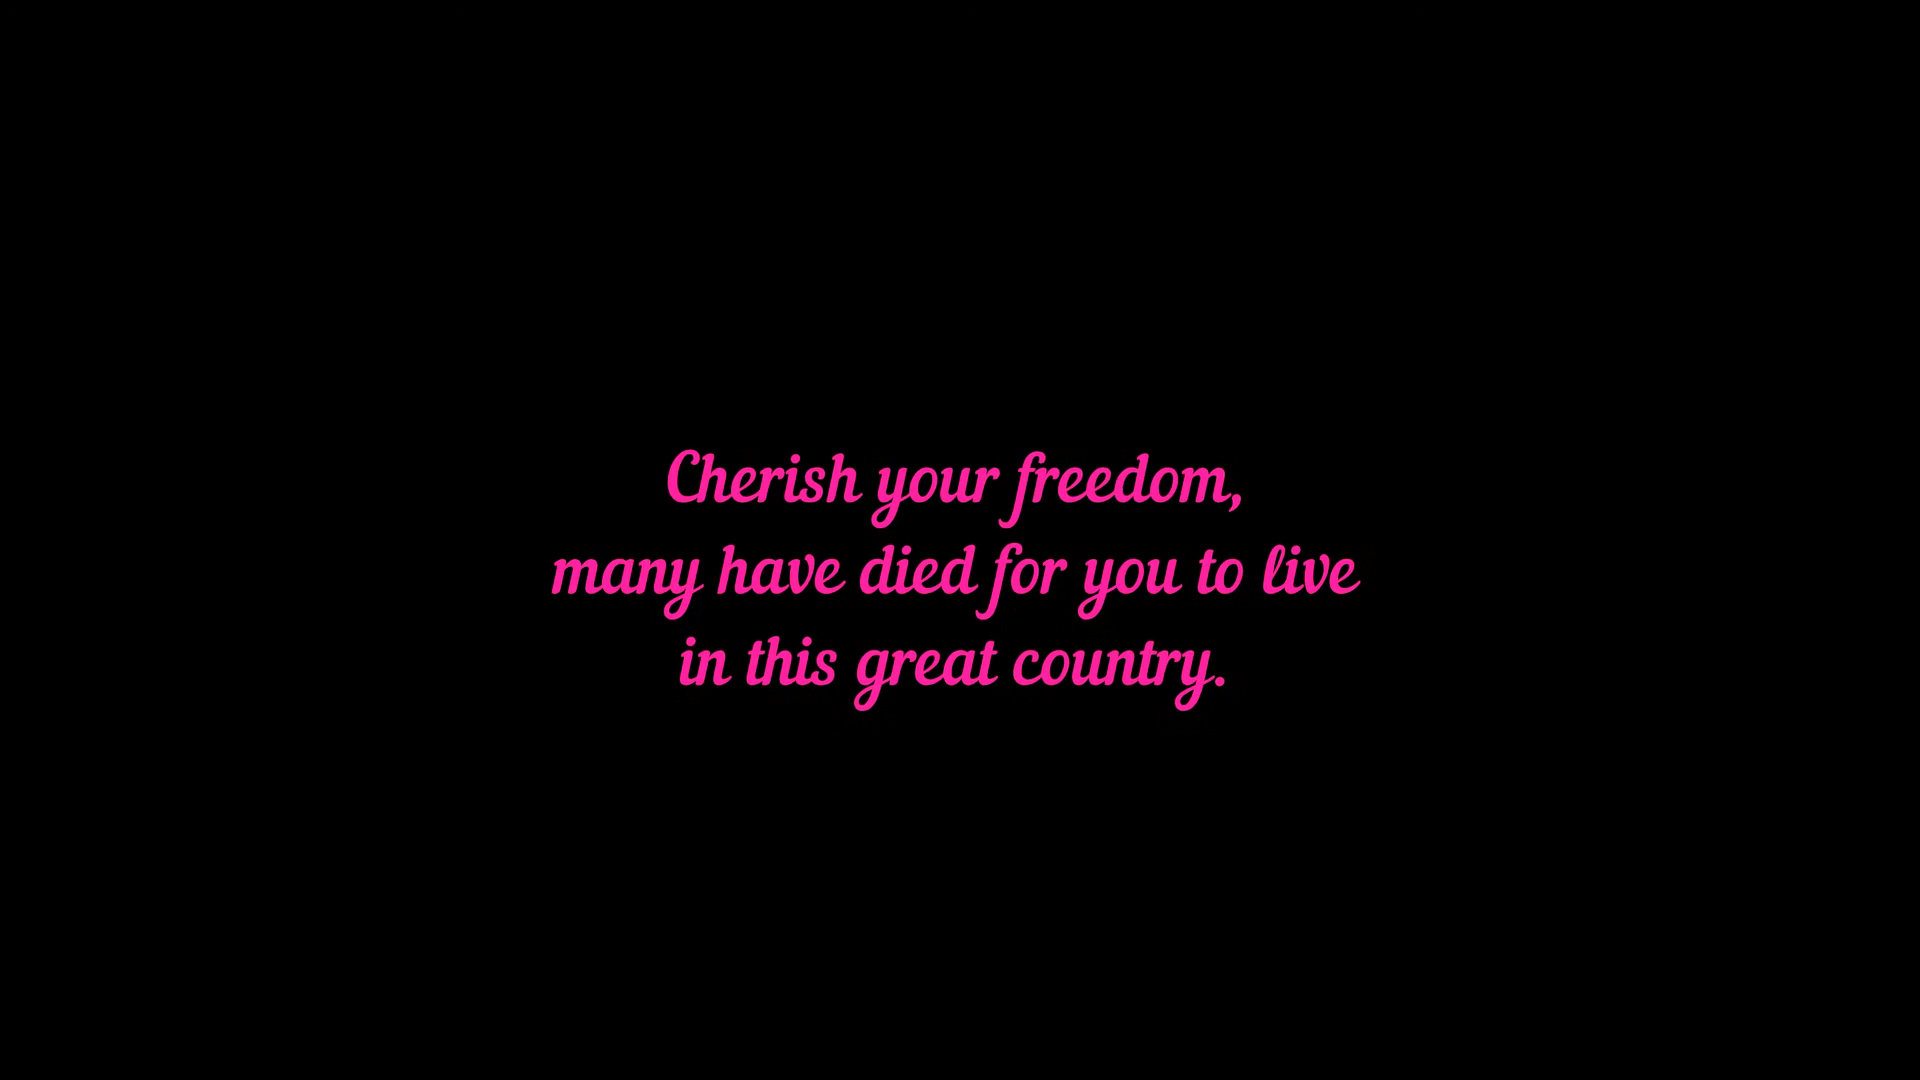 Cherish your freedom,
many have died for you to live
in this great country.